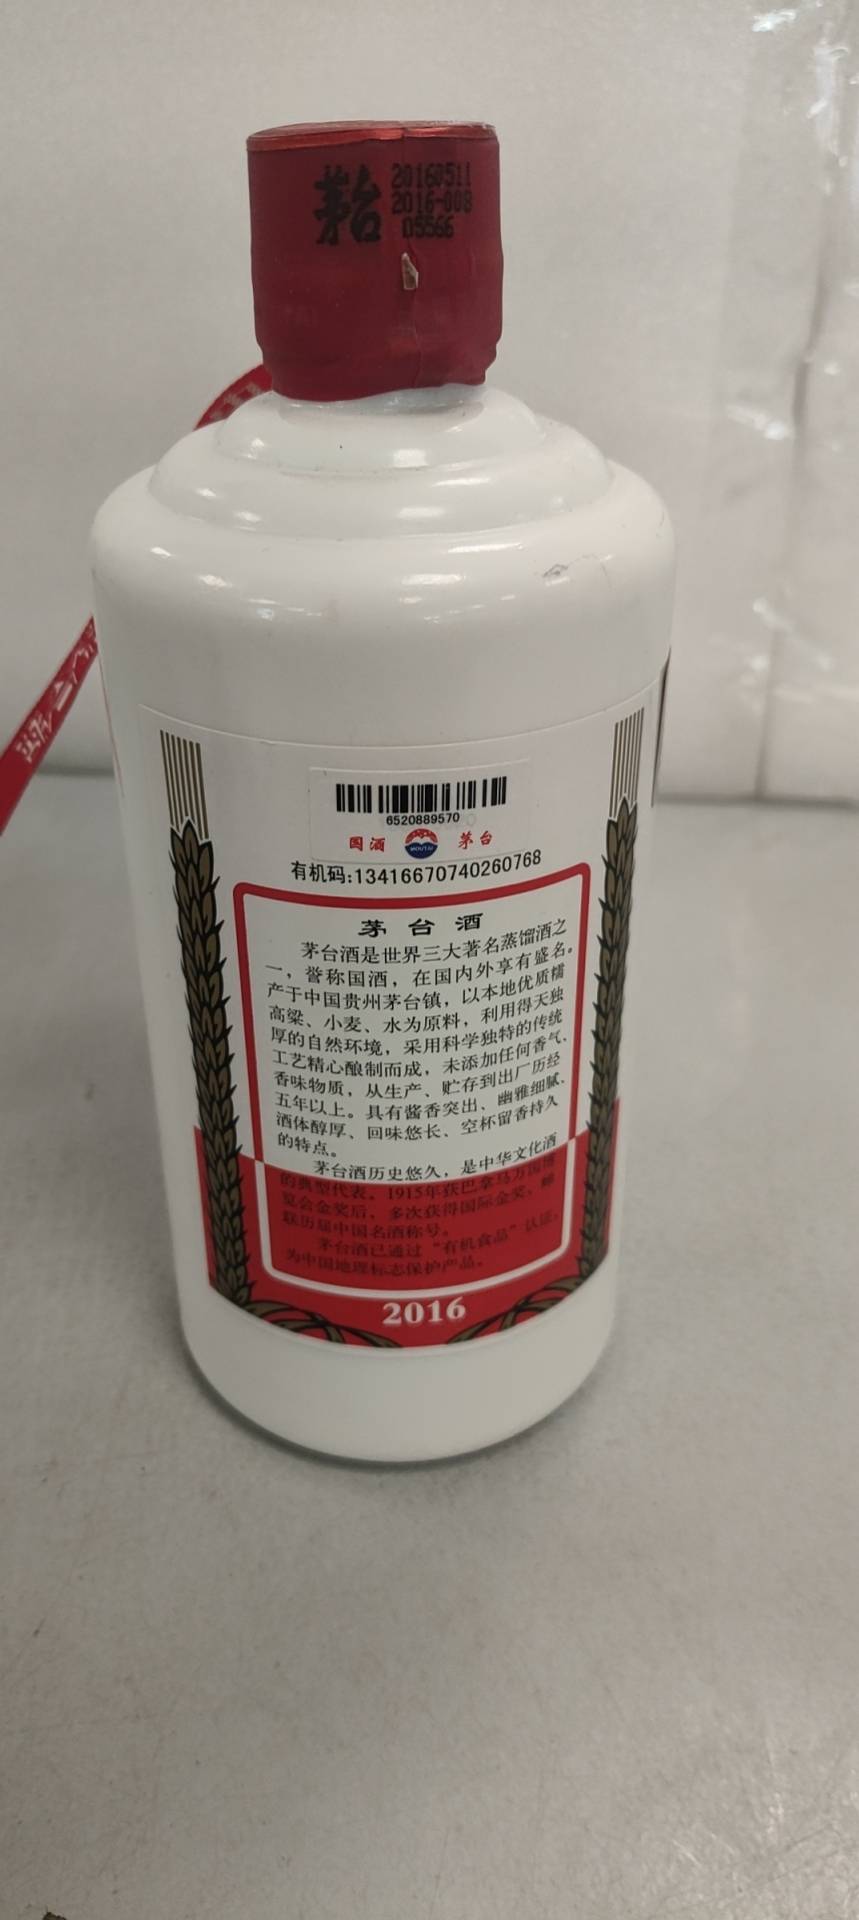 茅台
20160511
2016-008
05566
6520889570
国酒
MOUTAI
茅台
有机码:13416670740260768
茅台酒
茅台酒是世界三大著名蒸馏酒之
一，誉称国酒，在国内外享有盛名。
产于中国贵州茅台镇，以本地优质糯
高粱、小麦、水为原料，利用得天独
厚的自然环境，采用科学独特的传统
工艺精心酿制而成，未添加任何香气、
香味物质，从生产、贮存到出厂历经
五年以上。具有酱香突出、幽雅细腻、
酒体醇厚、回味悠长、空杯留香持久
的特点。
茅台酒历史悠久，是中华文化酒
的典型代表。1915年获巴拿马万国博
览会金奖后，多次获得国际金奖，蝉
联历届中国名酒称号。
茅台酒已通过“有机食品”认证，
为中国地理标志保护产品。
2016